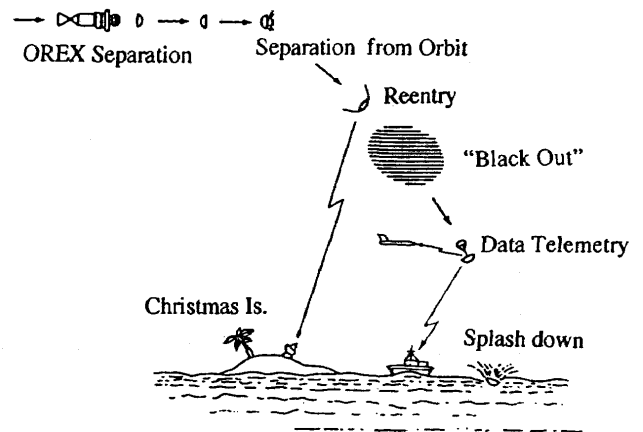 OREX Separation
Separation from Orbit
Reentry
“Black Out”
Data Telemetry
Christmas Is.
Splash down